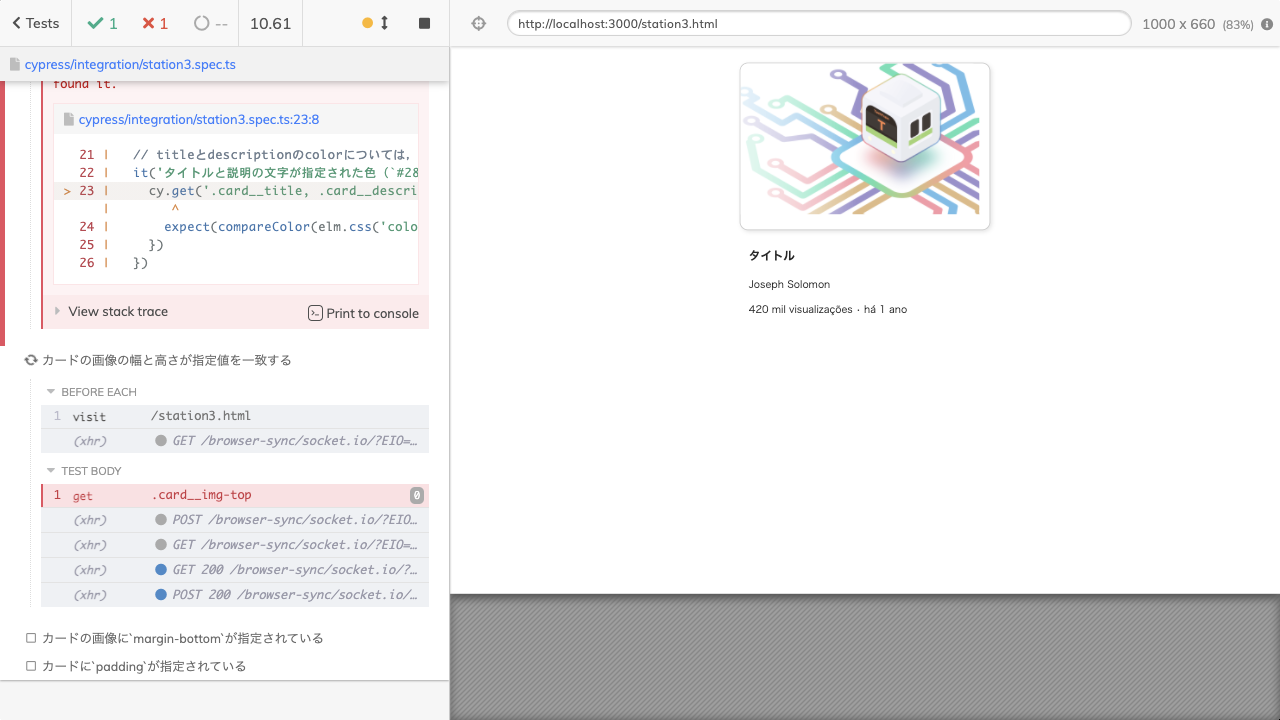 Tests
1
1
--
10.61
http://localhost:3000/station3.html
1000 x 660 (83%)
cypress/integration/station3.spec.ts
found it.
cypress/integration/station3.spec.ts:23:8
21 | // titleとdescriptionのcolorについては,
22 | it('タイトルと説明の文字が指定された色（`#2&
> 23 | cy.get('.card__title, .card__descri
| ^
24 | expect(compareColor(elm.css('colo
25 | })
26 | })
View stack trace
Print to console
カードの画像の幅と高さが指定値を一致する
BEFORE EACH
1 visit /station3.html
(xhr) GET /browser-sync/socket.io/?EIO=…
TEST BODY
1 get .card__img-top 0
(xhr) POST /browser-sync/socket.io/?EIO…
(xhr) GET /browser-sync/socket.io/?EIO=…
(xhr) GET 200 /browser-sync/socket.io/?…
(xhr) POST 200 /browser-sync/socket.io/…
カードの画像に`margin-bottom`が指定されている
カードに`padding`が指定されている
T
タイトル
Joseph Solomon
420 mil visualizações・há 1 ano